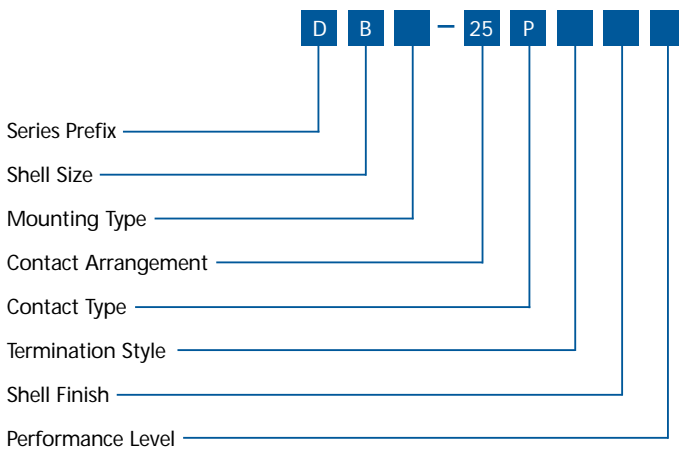 D B – 25 P
Series Prefix
Shell Size
Mounting Type
Contact Arrangement
Contact Type
Termination Style
Shell Finish
Performance Level